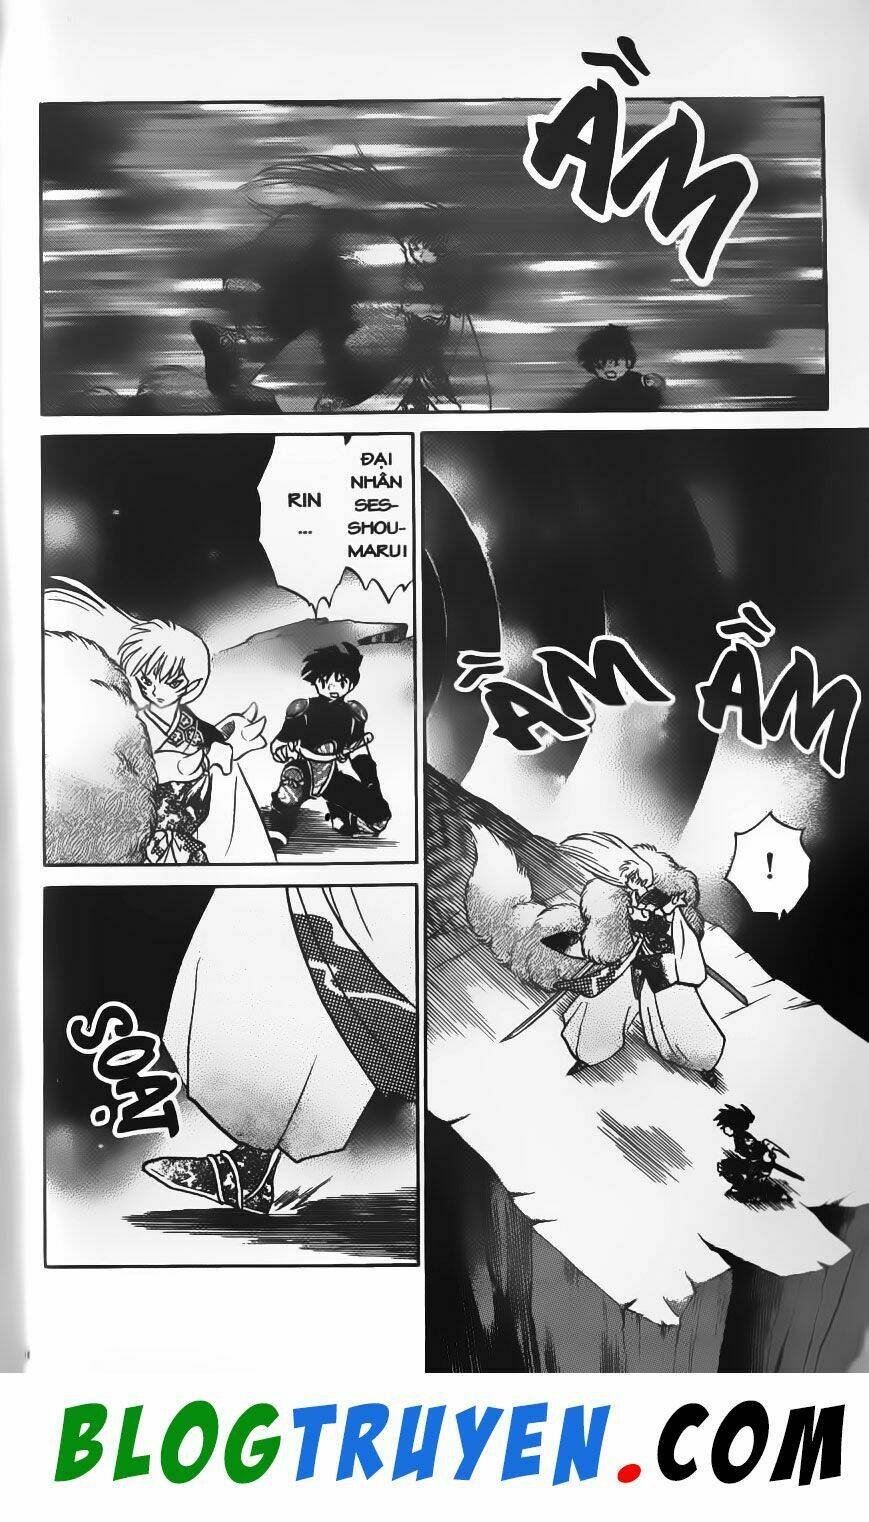 ẦM
ẦM ẦM
!
ĐẠI
NHÂN
SES-
SHOU-
MARU!
RIN
...
SOẠT
BLOGTRUYEN.COM